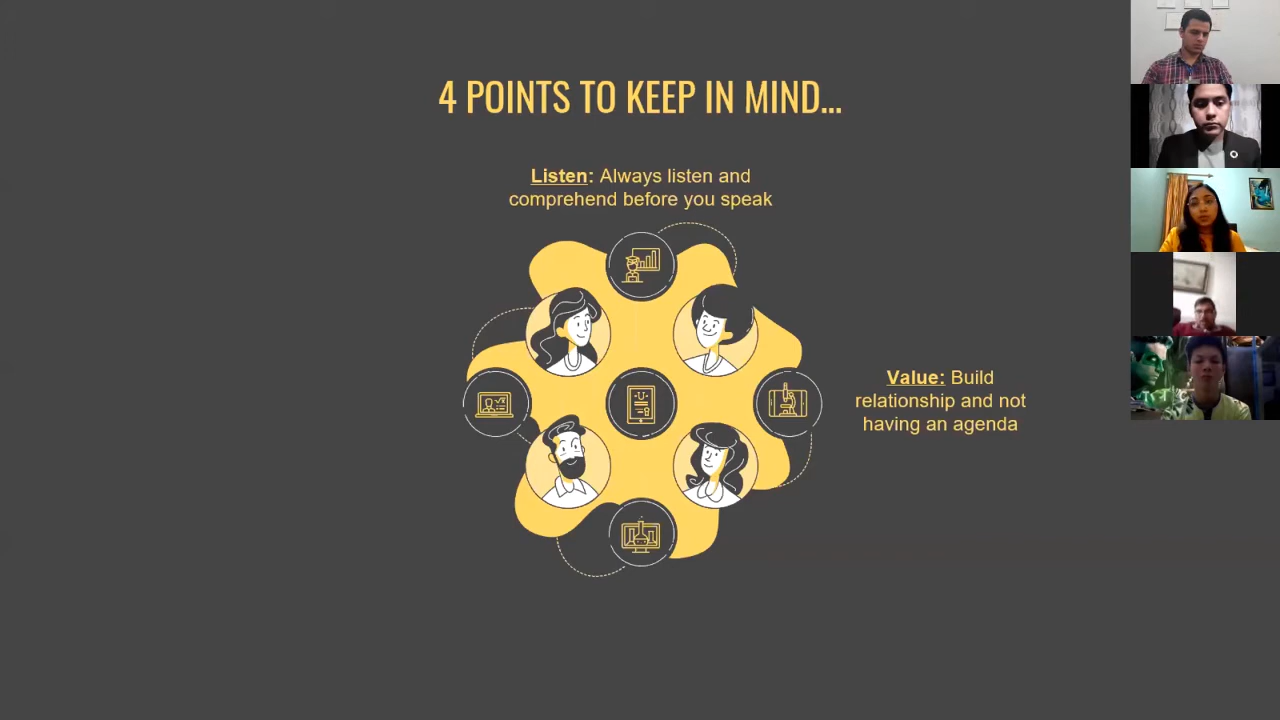 4 POINTS TO KEEP IN MIND...
Listen: Always listen and
comprehend before you speak
Value: Build
relationship and not
having an agenda